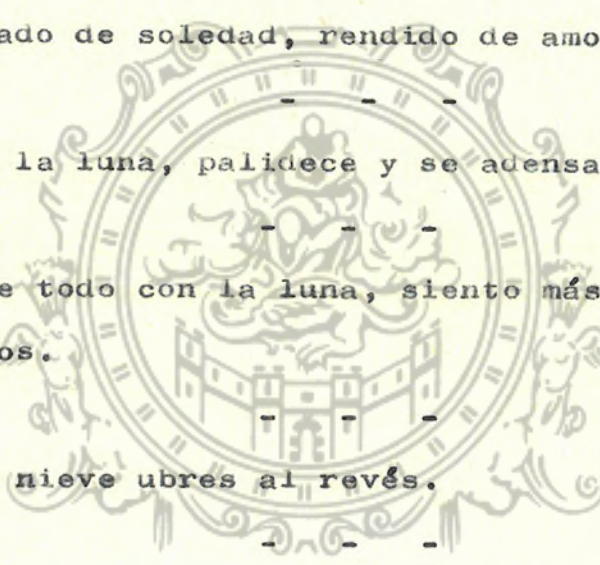 ado de soledad, rendido de amo
- - -
la luna, palidece y se adensa
- - -
e todo con la luna, siento más
os.
- - -
nieve ubres al revés.
- - -